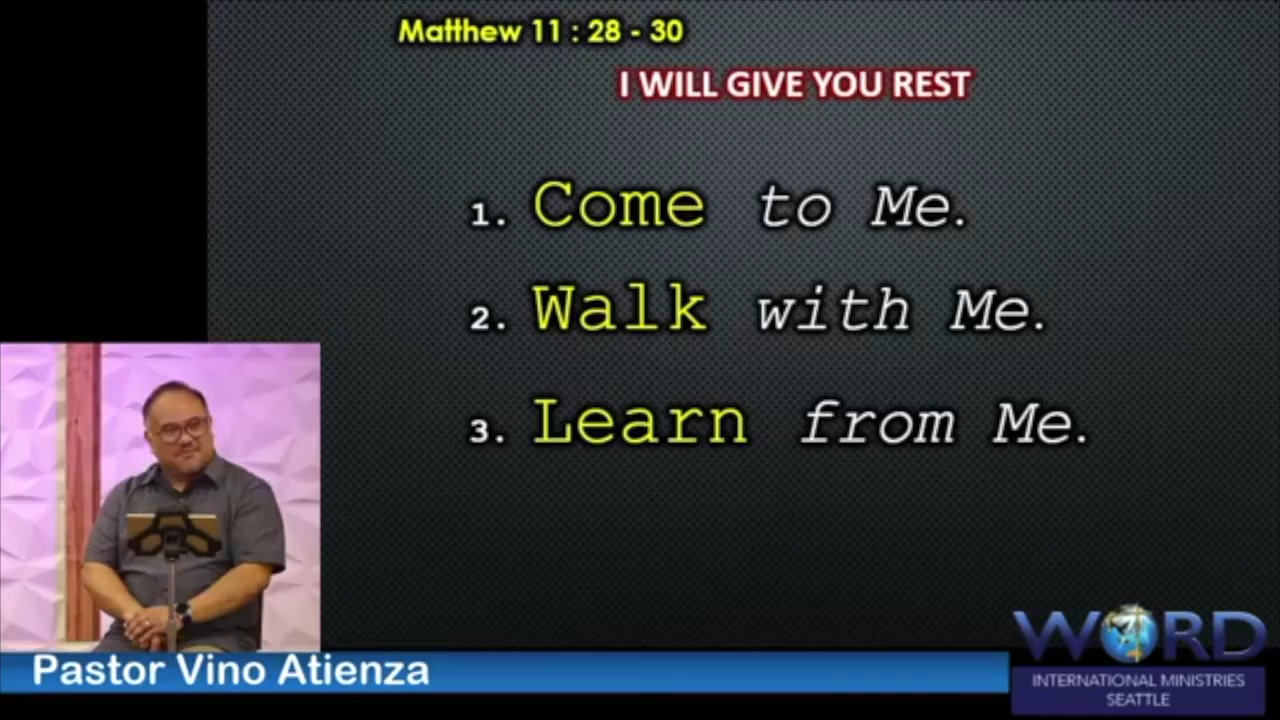 Matthew 11 : 28 - 30
I WILL GIVE YOU REST
1. Come to Me.
2. Walk with Me.
3. Learn from Me.
Pastor Vino Atienza
WORD
INTERNATIONAL MINISTRIES
SEATTLE